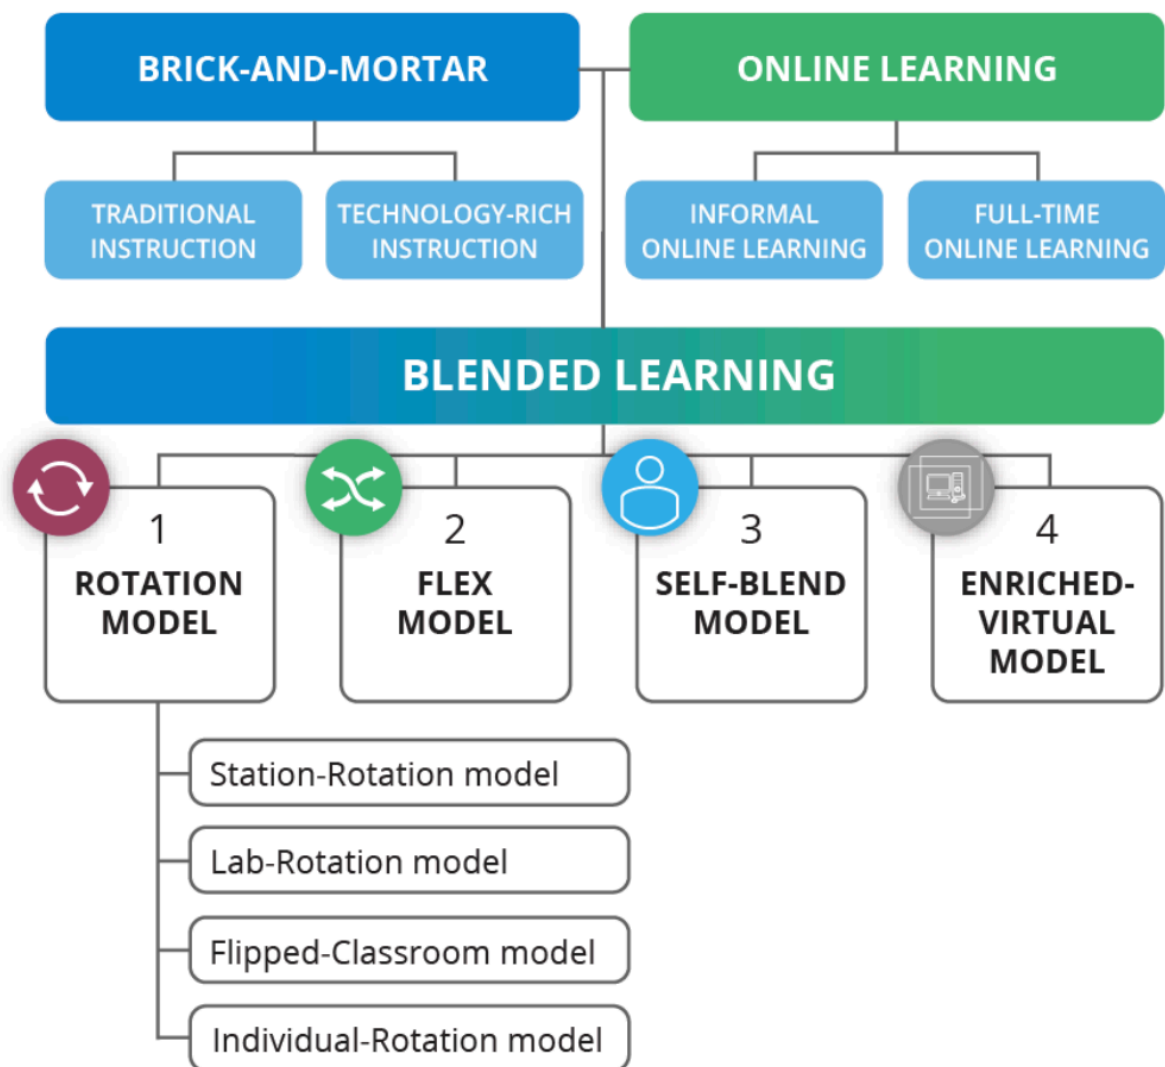 BRICK-AND-MORTAR
ONLINE LEARNING
TRADITIONAL
INSTRUCTION
TECHNOLOGY-RICH
INSTRUCTION
INFORMAL
ONLINE LEARNING
FULL-TIME
ONLINE LEARNING
BLENDED LEARNING
1
ROTATION
MODEL
2
FLEX
MODEL
3
SELF-BLEND
MODEL
4
ENRICHED-
VIRTUAL
MODEL
Station-Rotation model
Lab-Rotation model
Flipped-Classroom model
Individual-Rotation model